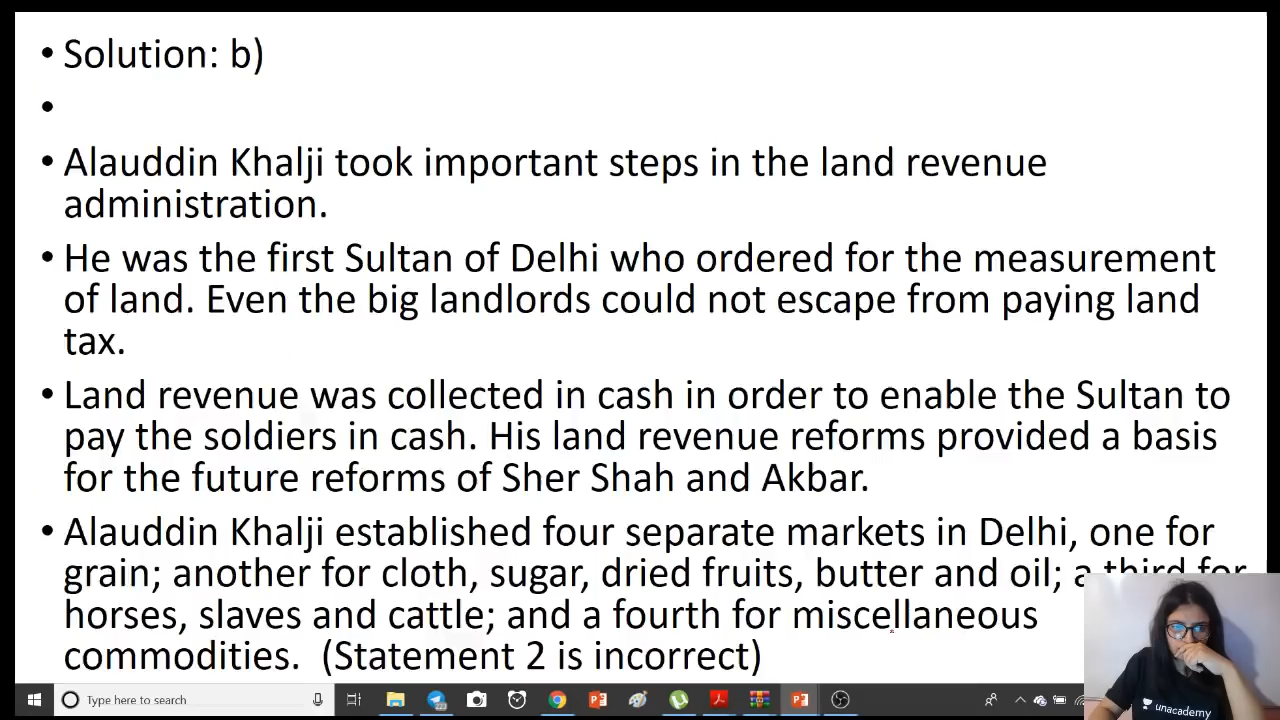 • Solution: b)
•
• Alauddin Khalji took important steps in the land revenue
administration.
• He was the first Sultan of Delhi who ordered for the measurement
of land. Even the big landlords could not escape from paying land
tax.
• Land revenue was collected in cash in order to enable the Sultan to
pay the soldiers in cash. His land revenue reforms provided a basis
for the future reforms of Sher Shah and Akbar.
• Alauddin Khalji established four separate markets in Delhi, one for
grain; another for cloth, sugar, dried fruits, butter and oil; a third for
horses, slaves and cattle; and a fourth for miscellaneous
commodities. (Statement 2 is incorrect)
Type here to search
unacademy